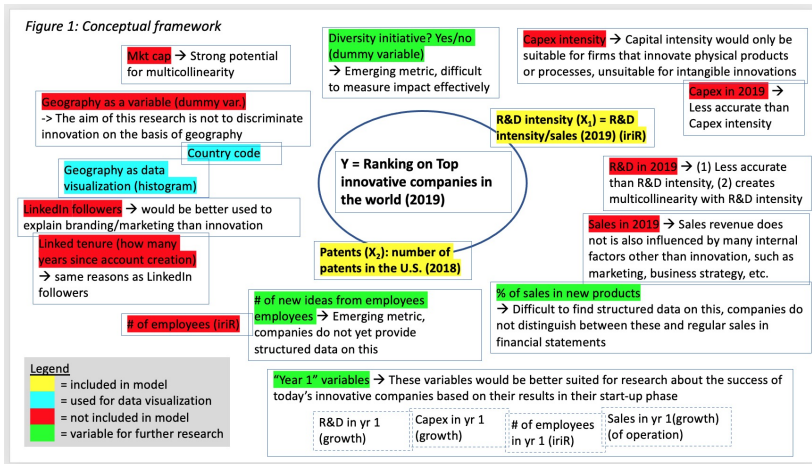 Figure 1: Conceptual framework
Mkt cap → Strong potential
for multicollinearity
Diversity initiative? Yes/no
(dummy variable)
→ Emerging metric, difficult
to measure impact effectively
Capex intensity → Capital intensity would only be
suitable for firms that innovate physical products
or processes, unsuitable for intangible innovations
Geography as a variable (dummy var.)
-> The aim of this research is not to discriminate
innovation on the basis of geography
Capex in 2019 →
Less accurate than
Capex intensity
R&D intensity (X₁) = R&D
intensity/sales (2019) (iriR)
Country code
Geography as data
visualization (histogram)
Y = Ranking on Top
innovative companies in
the world (2019)
R&D in 2019 → (1) Less accurate
than R&D intensity, (2) creates
multicollinearity with R&D intensity
LinkedIn followers → would be better used to
explain branding/marketing than innovation
Linked tenure (how many
years since account creation)
→ same reasons as LinkedIn
followers
Sales in 2019 → Sales revenue does
not is also influenced by many internal
factors other than innovation, such as
marketing, business strategy, etc.
Patents (X₂): number of
patents in the U.S. (2018)
# of new ideas from employees
employees → Emerging metric,
companies do not yet provide
structured data on this
% of sales in new products
→ Difficult to find structured data on this, companies do
not distinguish between these and regular sales in
financial statements
# of employees (iriR)
Legend
= included in model
= used for data visualization
= not included in model
= variable for further research
"Year 1" variables → These variables would be better suited for research about the success of
today's innovative companies based on their results in their start-up phase
R&D in yr 1
(growth)
Capex in yr 1
(growth)
# of employees
in yr 1 (iriR)
Sales in yr 1(growth)
(of operation)